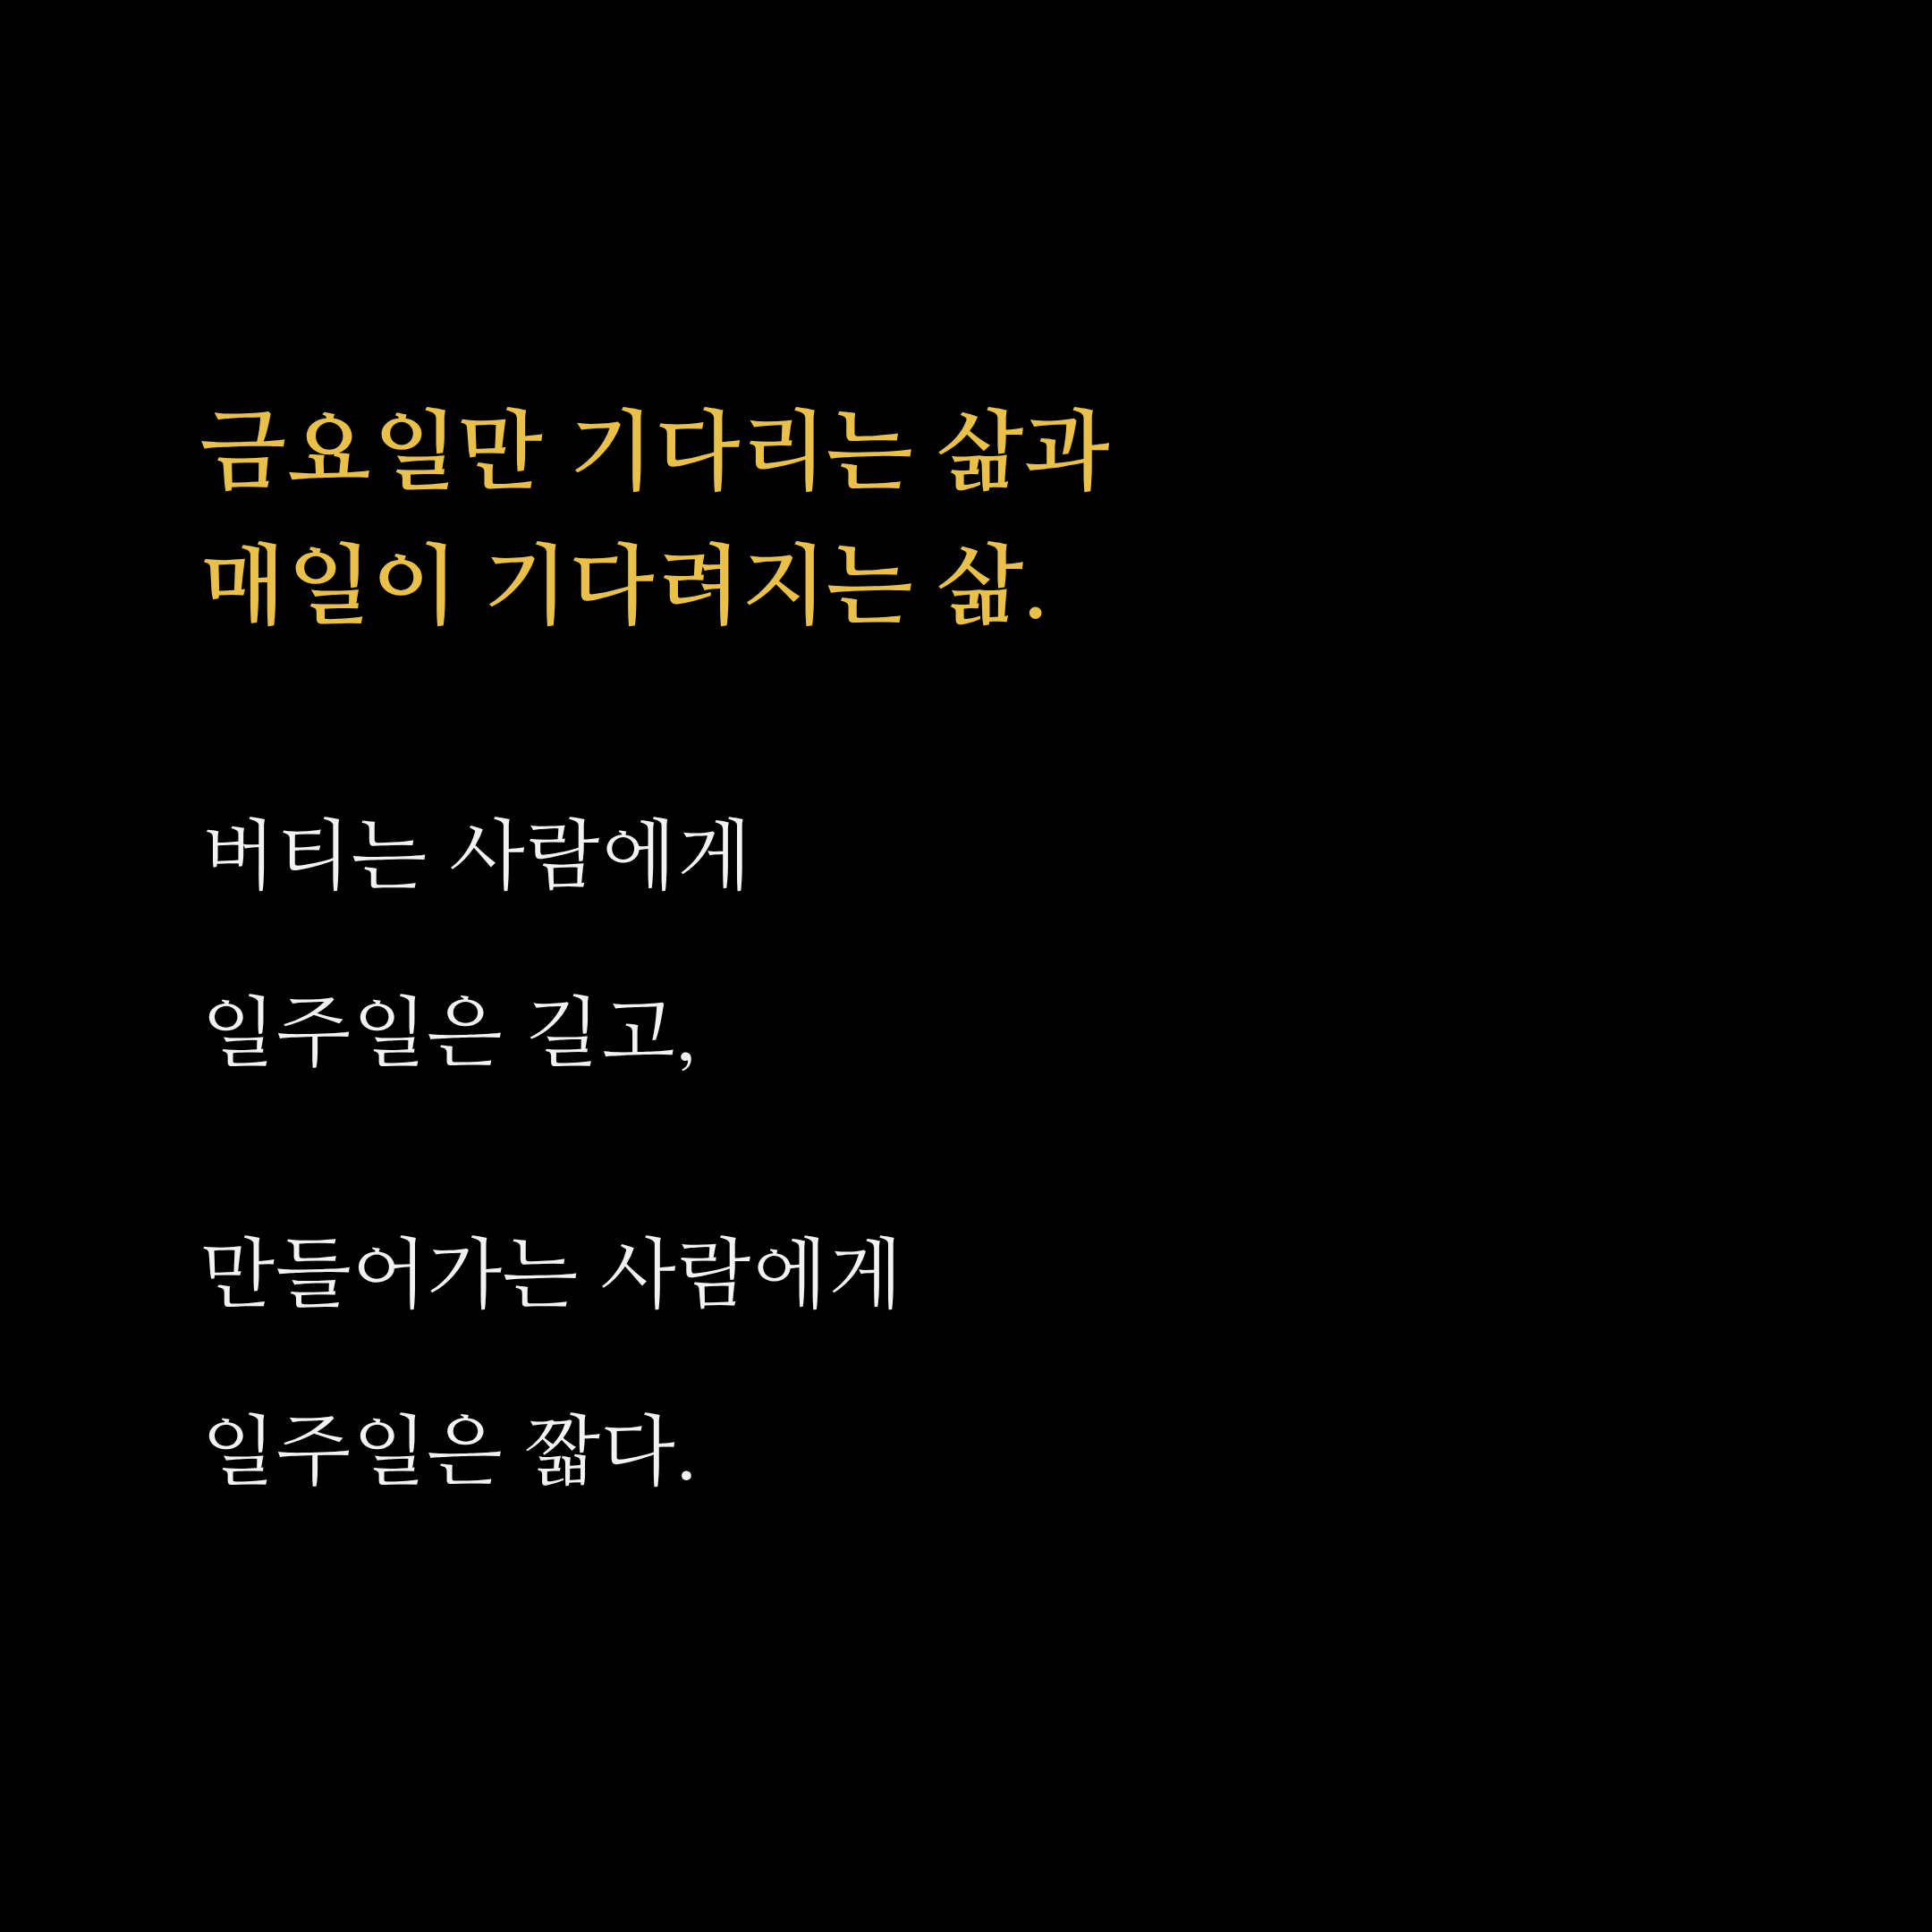 금요일만 기다리는 삶과
매일이 기다려지는 삶.
버티는 사람에게
일주일은 길고,
만들어가는 사람에게
일주일은 짧다.